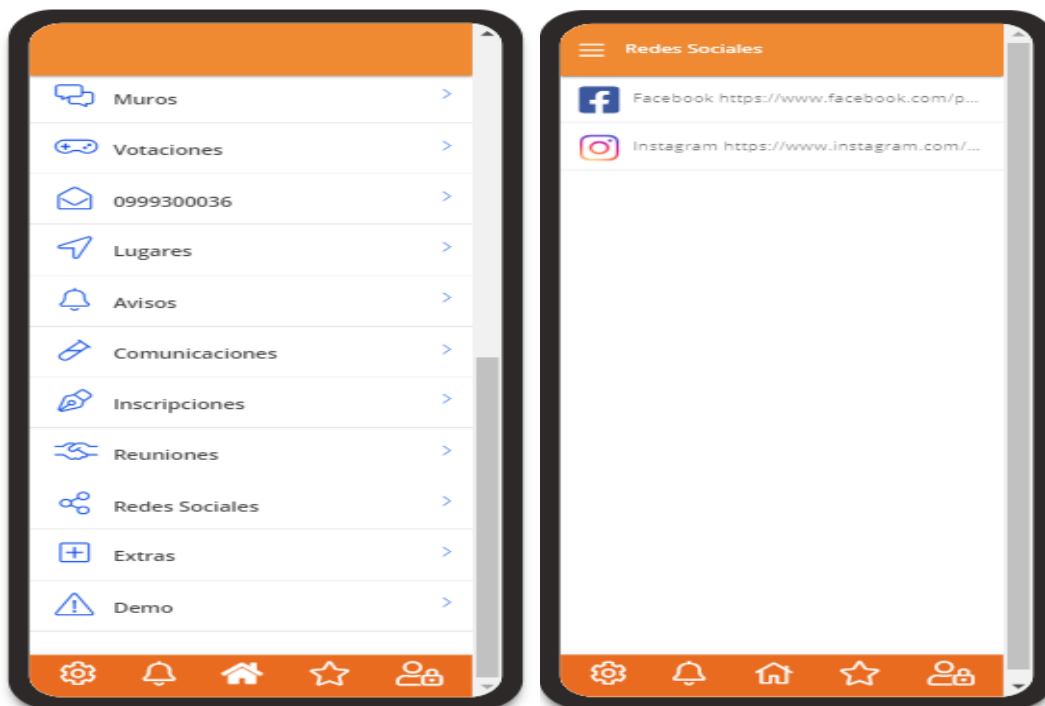 Muros
Votaciones
0999300036
Lugares
Avisos
Comunicaciones
Inscripciones
Reuniones
Redes Sociales
Extras
Demo
Redes Sociales
Facebook https://www.facebook.com/p...
Instagram https://www.instagram.com/...